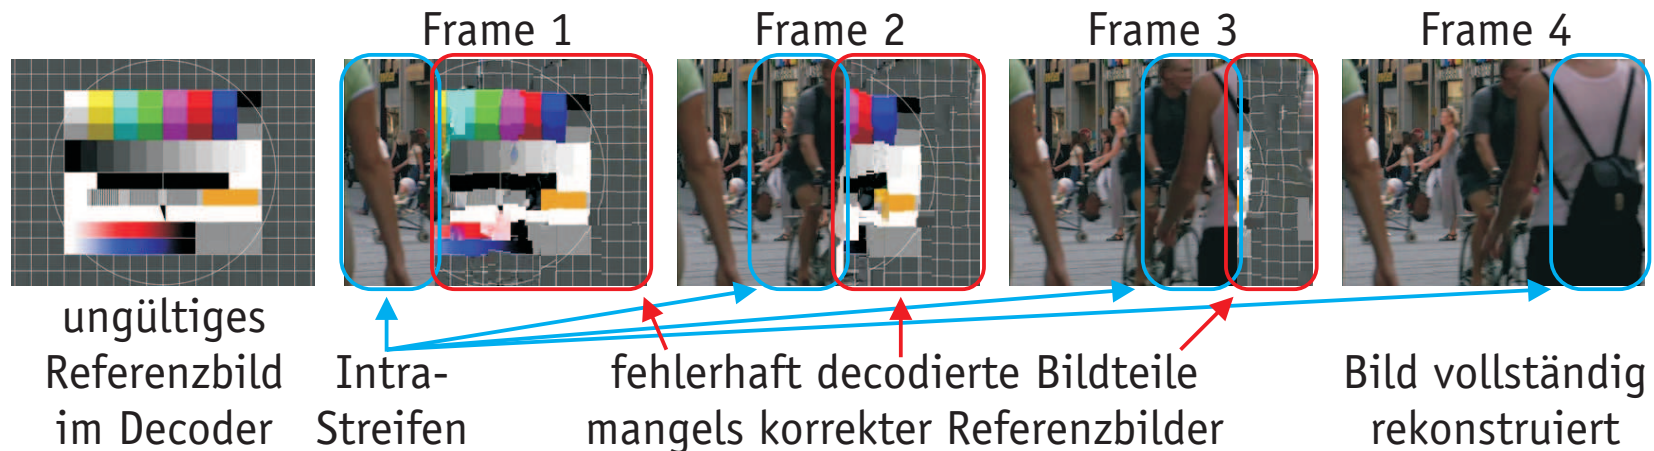 Frame 1
Frame 2
Frame 3
Frame 4
ungültiges
Referenzbild
im Decoder
Intra-
Streifen
fehlerhaft decodierte Bildteile
mangels korrekter Referenzbilder
Bild vollständig
rekonstruiert